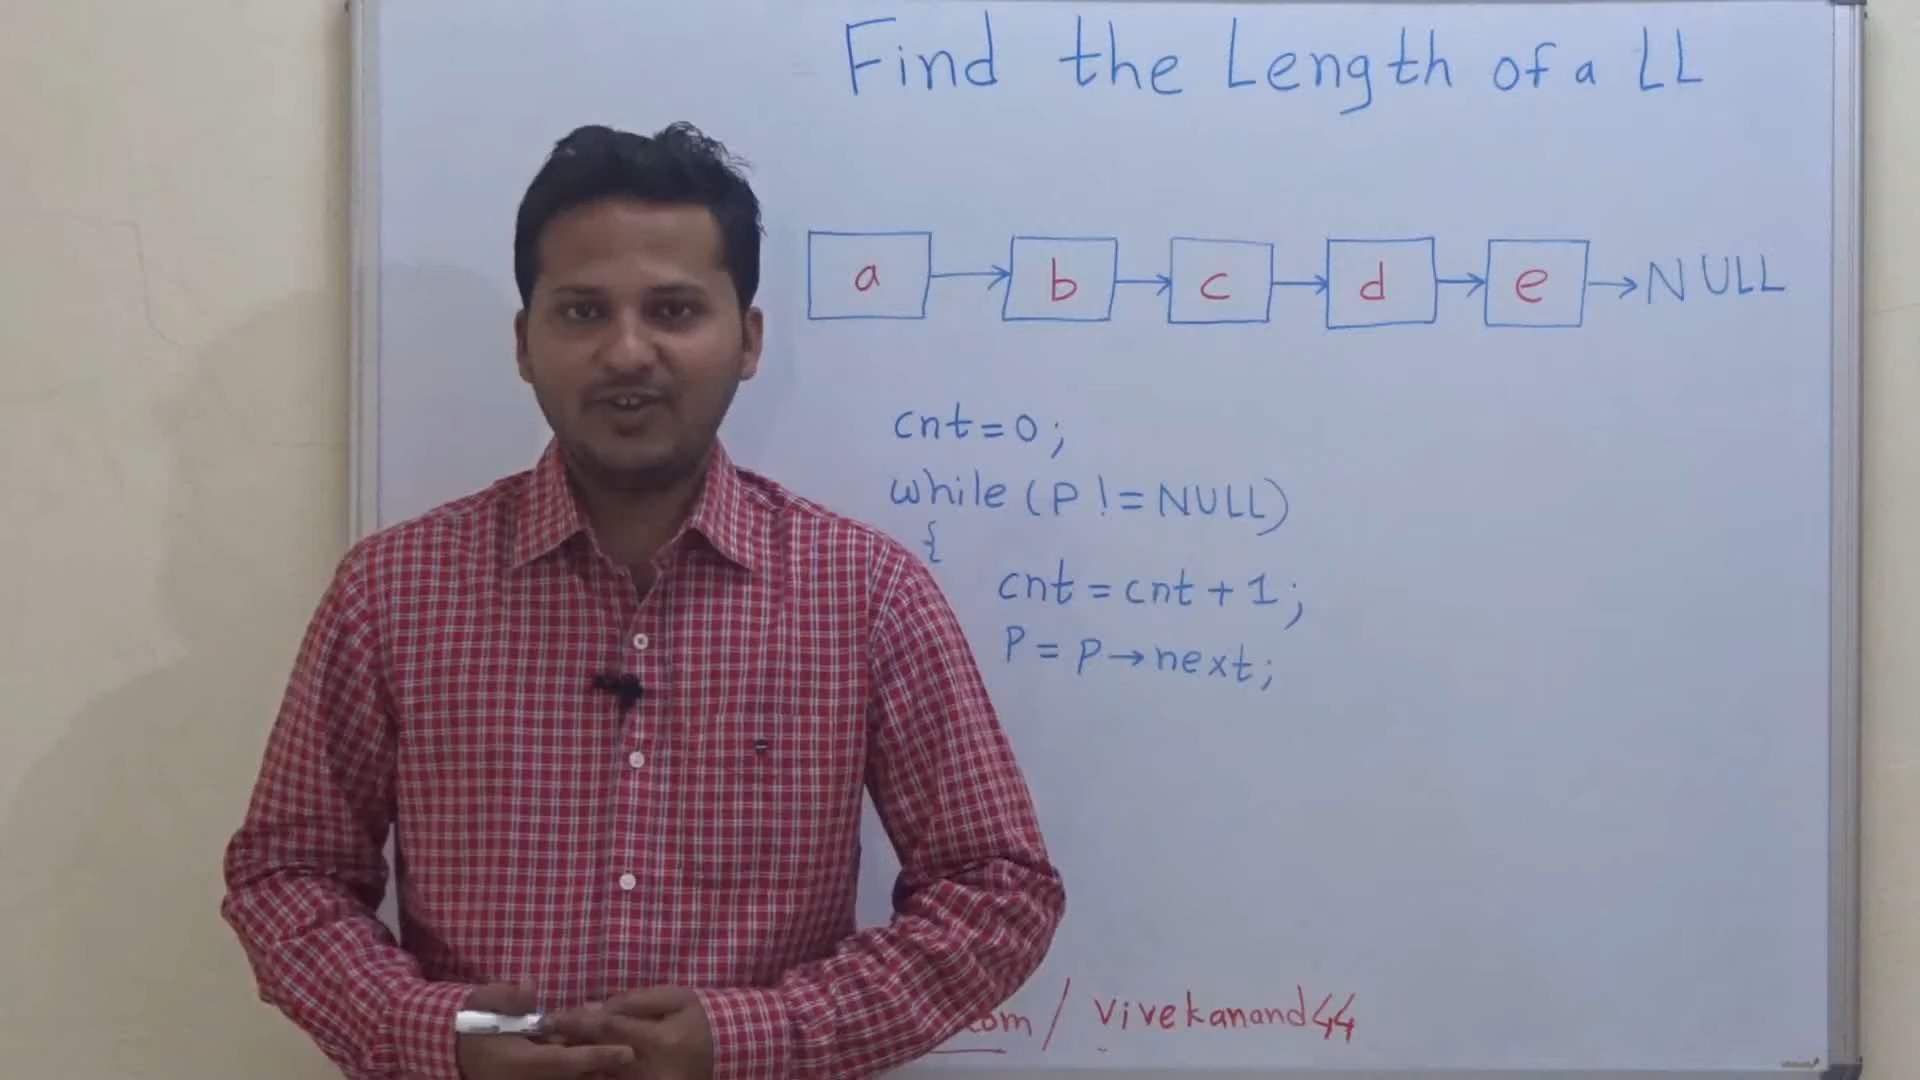 Find the Length of a LL
a → b → c → d → e → NULL
cnt = 0;
while (P != NULL)
{
cnt = cnt + 1;
P = P → next;
com / vivekanand44